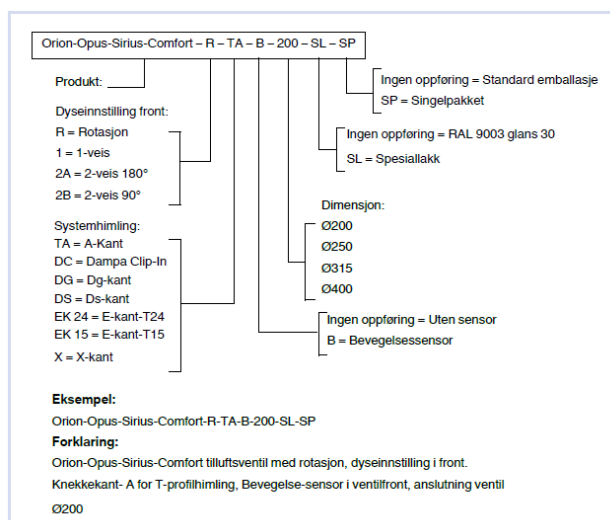 Orion-Opus-Sirius-Comfort – R – TA – B – 200 – SL – SP
Produkt:
Dyseinnstilling front:
R = Rotasjon
1 = 1-veis
2A = 2-veis 180°
2B = 2-veis 90°
Systemhimling:
TA = A-Kant
DC = Dampa Clip-In
DG = Dg-kant
DS = Ds-kant
EK 24 = E-kant-T24
EK 15 = E-kant-T15
X = X-kant
Ingen oppføring = Standard emballasje
SP = Singelpakket
Ingen oppføring = RAL 9003 glans 30
SL = Spesiallakk
Dimensjon:
Ø200
Ø250
Ø315
Ø400
Ingen oppføring = Uten sensor
B = Bevegelsessensor
Eksempel:
Orion-Opus-Sirius-Comfort-R-TA-B-200-SL-SP
Forklaring:
Orion-Opus-Sirius-Comfort tilluftsventil med rotasjon, dyseinnstilling i front.
Knekkekant- A for T-profilhimling, Bevegelse-sensor i ventilfront, anslutning ventil
Ø200